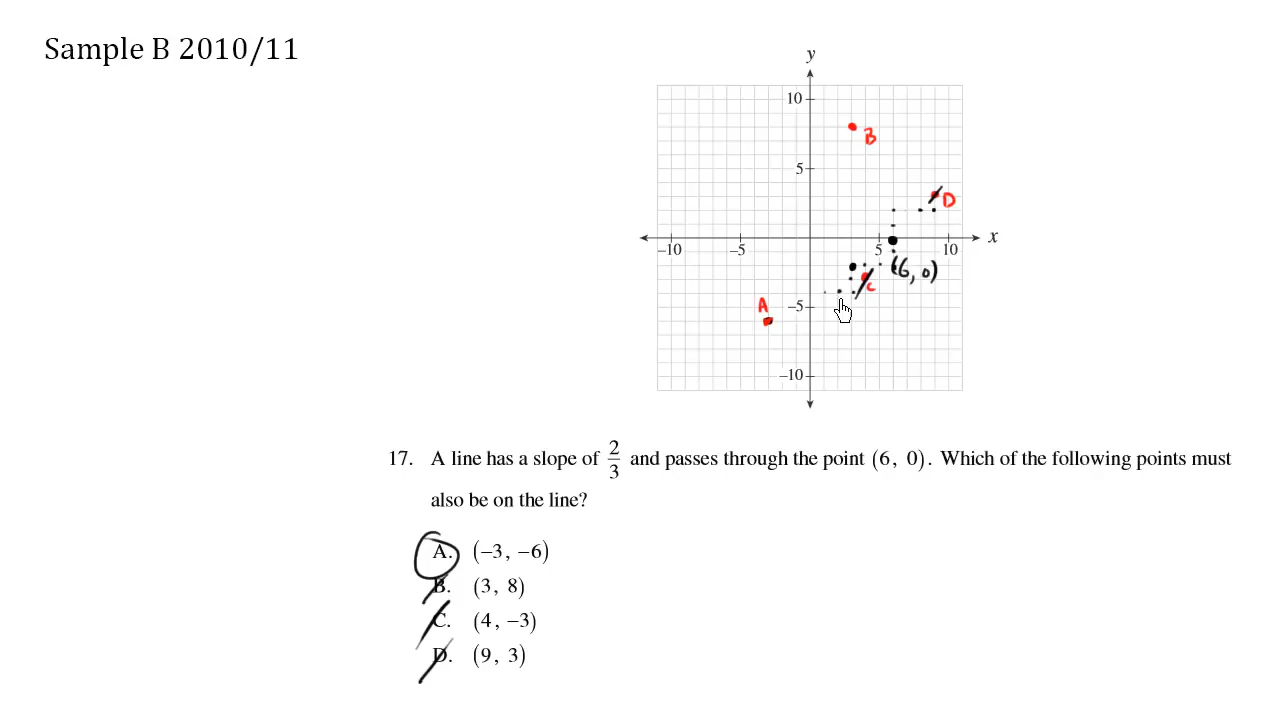 Sample B 2010/11
y
10
B
5
D
–10 –5 5 10 x
(6, 0)
C
A
–5
–10
17. A line has a slope of 2/3 and passes through the point (6, 0). Which of the following points must
also be on the line?
A. (–3, –6)
B. (3, 8)
C. (4, –3)
D. (9, 3)